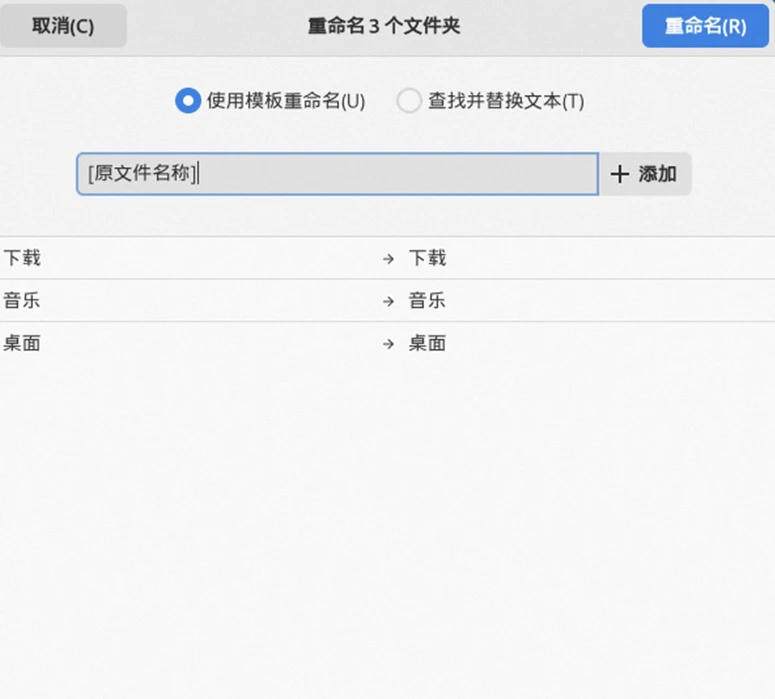 取消(C) 重命名 3 个文件夹 重命名(R)
使用模板重命名(U) 查找并替换文本(T)
[原文件名称] + 添加
下载 → 下载
音乐 → 音乐
桌面 → 桌面